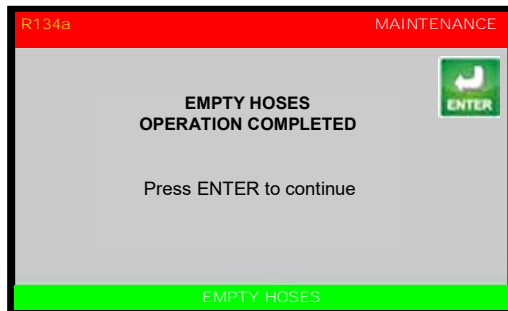 R134a MAINTENANCE
ENTER
EMPTY HOSES
OPERATION COMPLETED
Press ENTER to continue
EMPTY HOSES